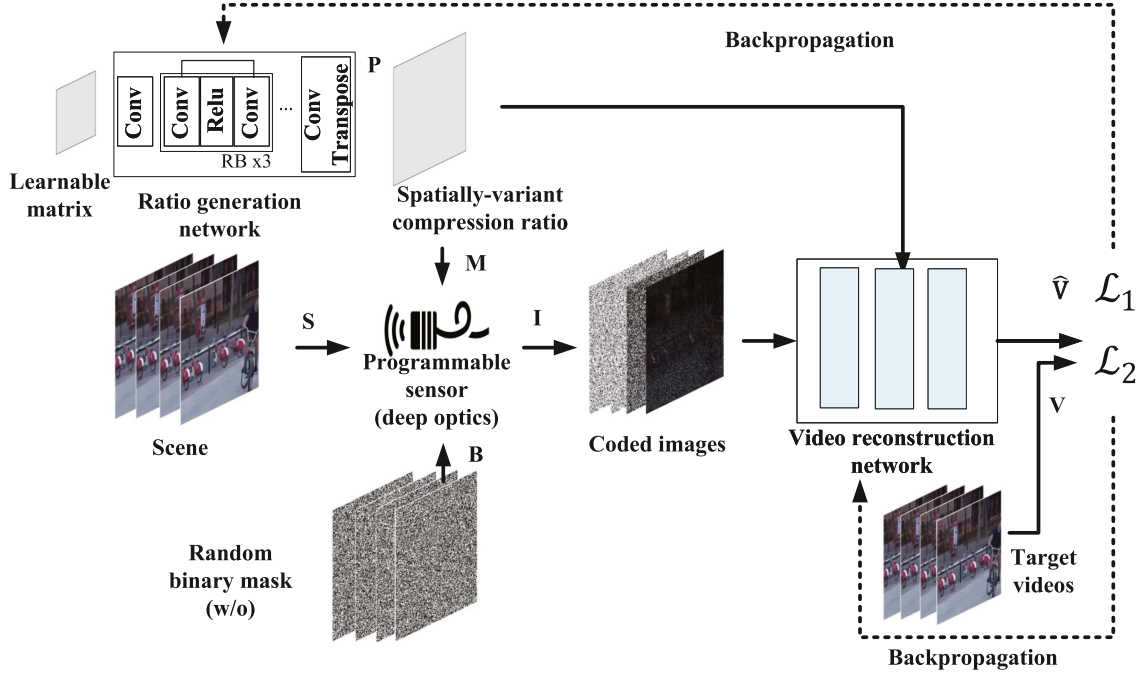 Backpropagation
P
Conv
Conv
Relu
Conv
...
Conv
Transpose
RB x3
Learnable
matrix
Ratio generation
network
Spatially-variant
compression ratio
M
S
I
Programmable
sensor
(deep optics)
Scene
B
Coded images
Video reconstruction
network
V̂
ℒ1
ℒ2
V
Random
binary mask
(w/o)
Target
videos
Backpropagation